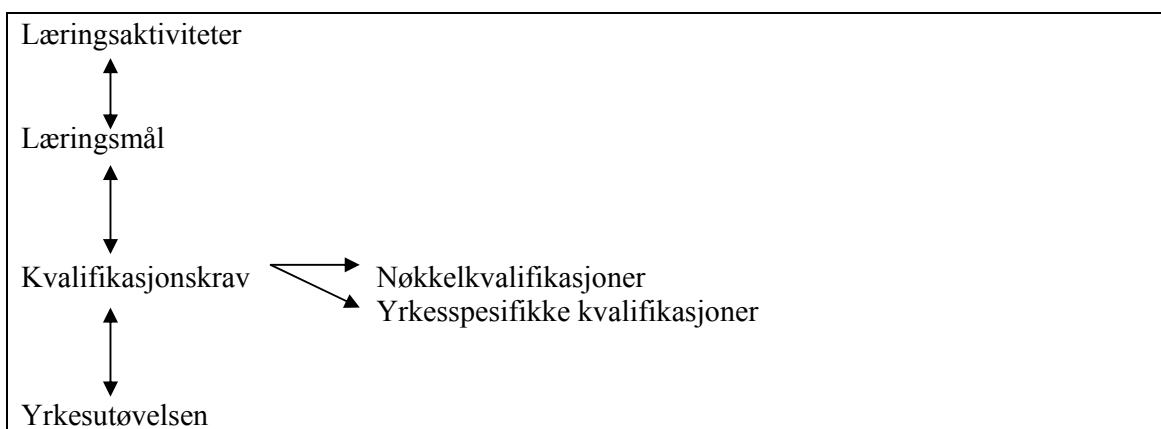 Læringsaktiviteter
Læringsmål
Kvalifikasjonskrav
Nøkkelkvalifikasjoner
Yrkesspesifikke kvalifikasjoner
Yrkesutøvelsen